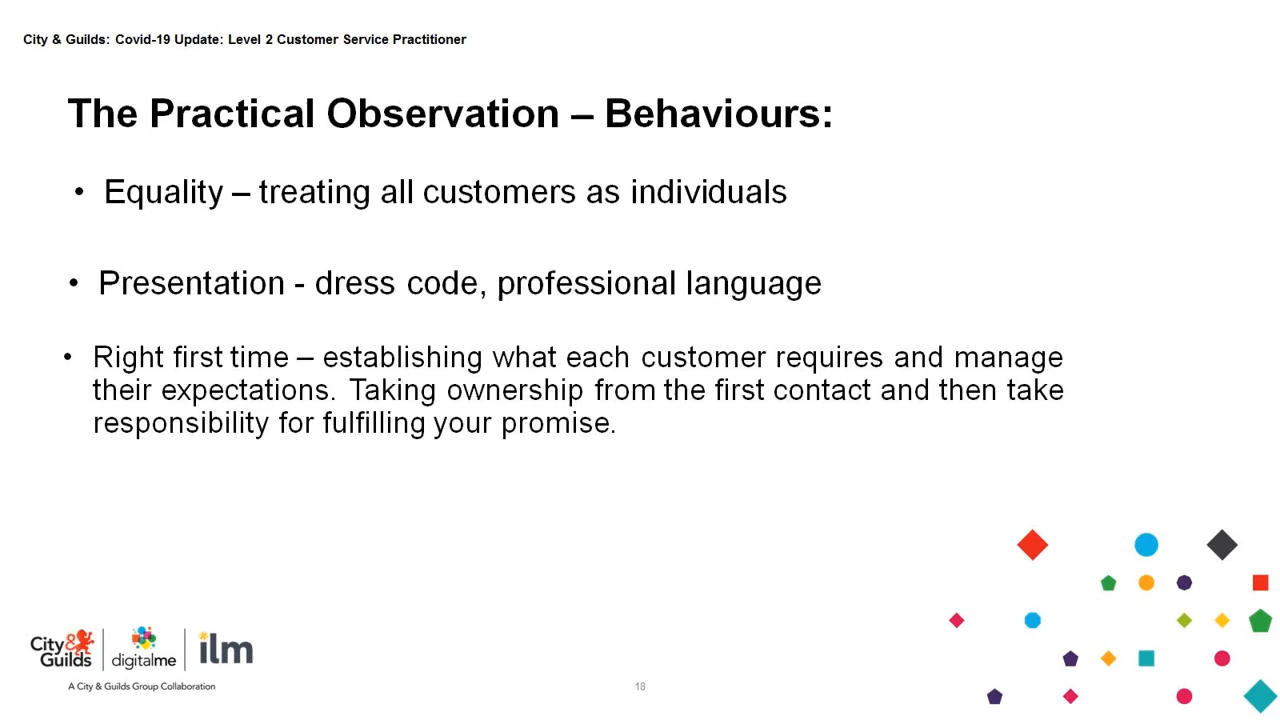 City & Guilds: Covid-19 Update: Level 2 Customer Service Practitioner
The Practical Observation – Behaviours:
• Equality – treating all customers as individuals
• Presentation - dress code, professional language
• Right first time – establishing what each customer requires and manage
their expectations. Taking ownership from the first contact and then take
responsibility for fulfilling your promise.
City&
Guilds
digitalme
ilm
A City & Guilds Group Collaboration
18